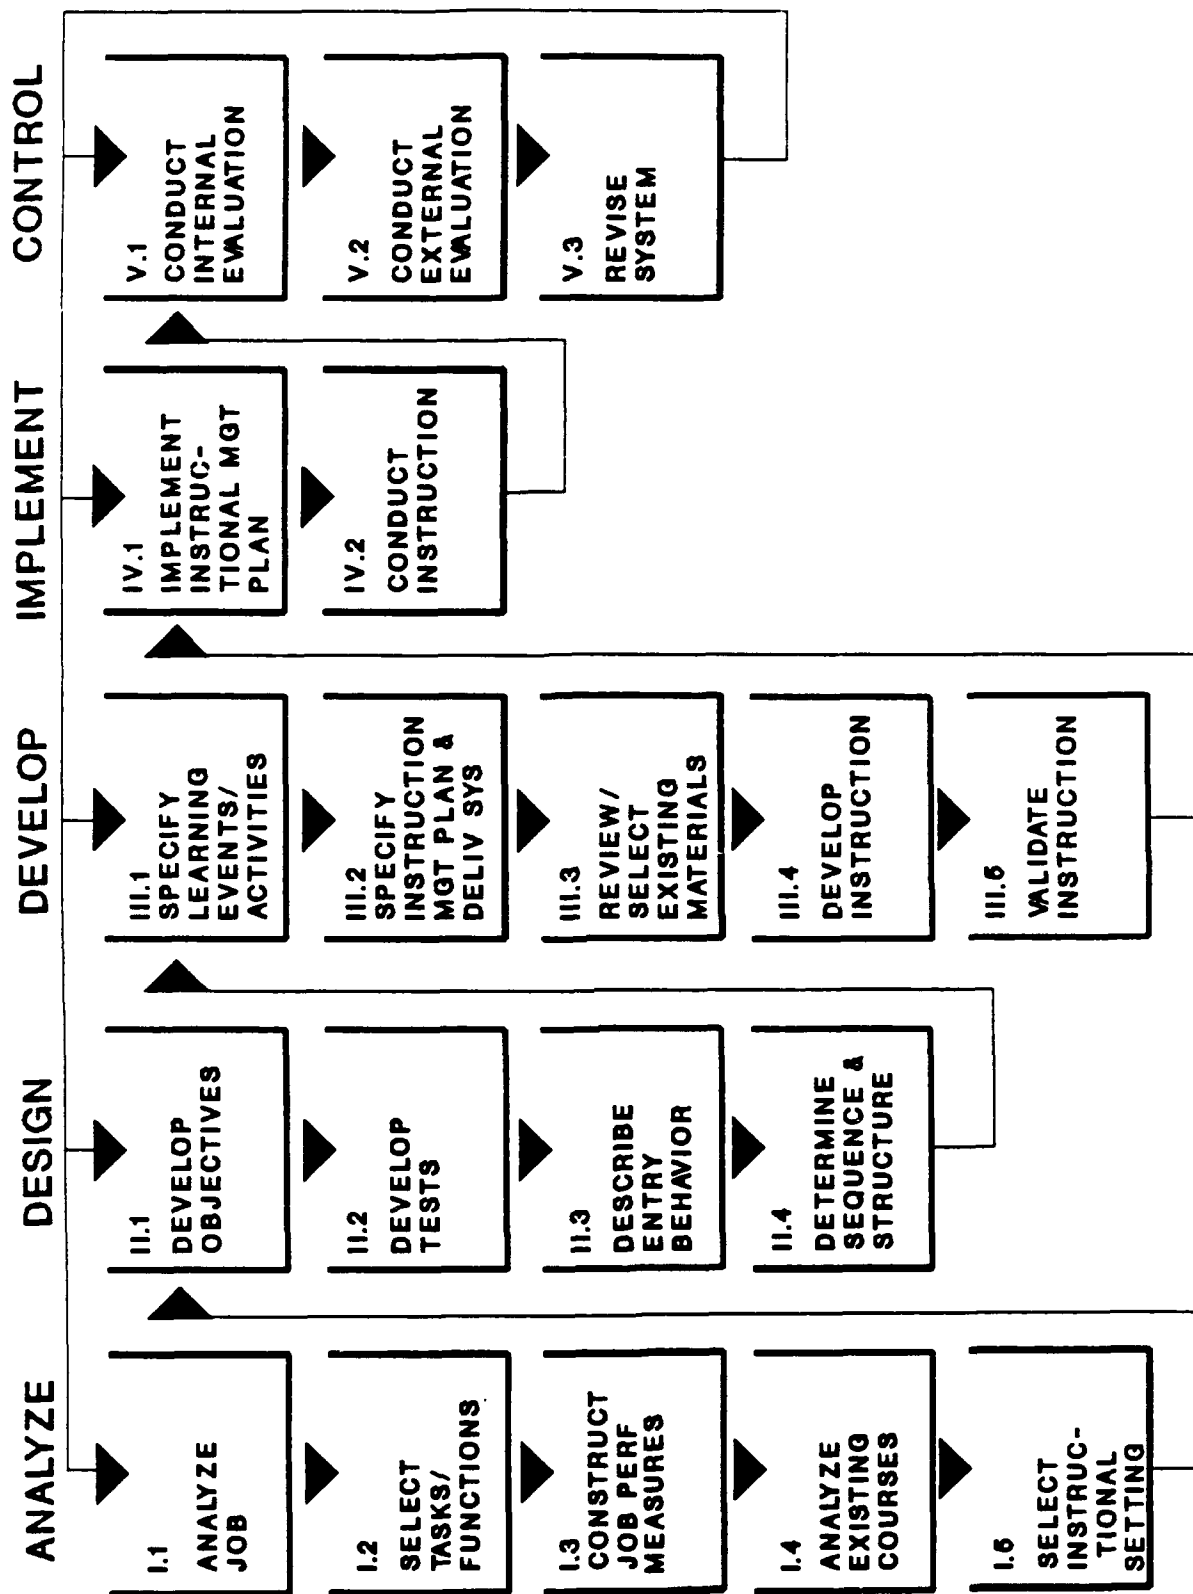 ANALYZE
I.1
ANALYZE
JOB
I.2
SELECT
TASKS/
FUNCTIONS
I.3
CONSTRUCT
JOB PERF
MEASURES
I.4
ANALYZE
EXISTING
COURSES
I.5
SELECT
INSTRUC-
TIONAL
SETTING
DESIGN
II.1
DEVELOP
OBJECTIVES
II.2
DEVELOP
TESTS
II.3
DESCRIBE
ENTRY
BEHAVIOR
II.4
DETERMINE
SEQUENCE &
STRUCTURE
DEVELOP
III.1
SPECIFY
LEARNING
EVENTS/
ACTIVITIES
III.2
SPECIFY
INSTRUCTION
MGT PLAN &
DELIV SYS
III.3
REVIEW/
SELECT
EXISTING
MATERIALS
III.4
DEVELOP
INSTRUCTION
III.5
VALIDATE
INSTRUCTION
IMPLEMENT
IV.1
IMPLEMENT
INSTRUC-
TIONAL MGT
PLAN
IV.2
CONDUCT
INSTRUCTION
CONTROL
V.1
CONDUCT
INTERNAL
EVALUATION
V.2
CONDUCT
EXTERNAL
EVALUATION
V.3
REVISE
SYSTEM